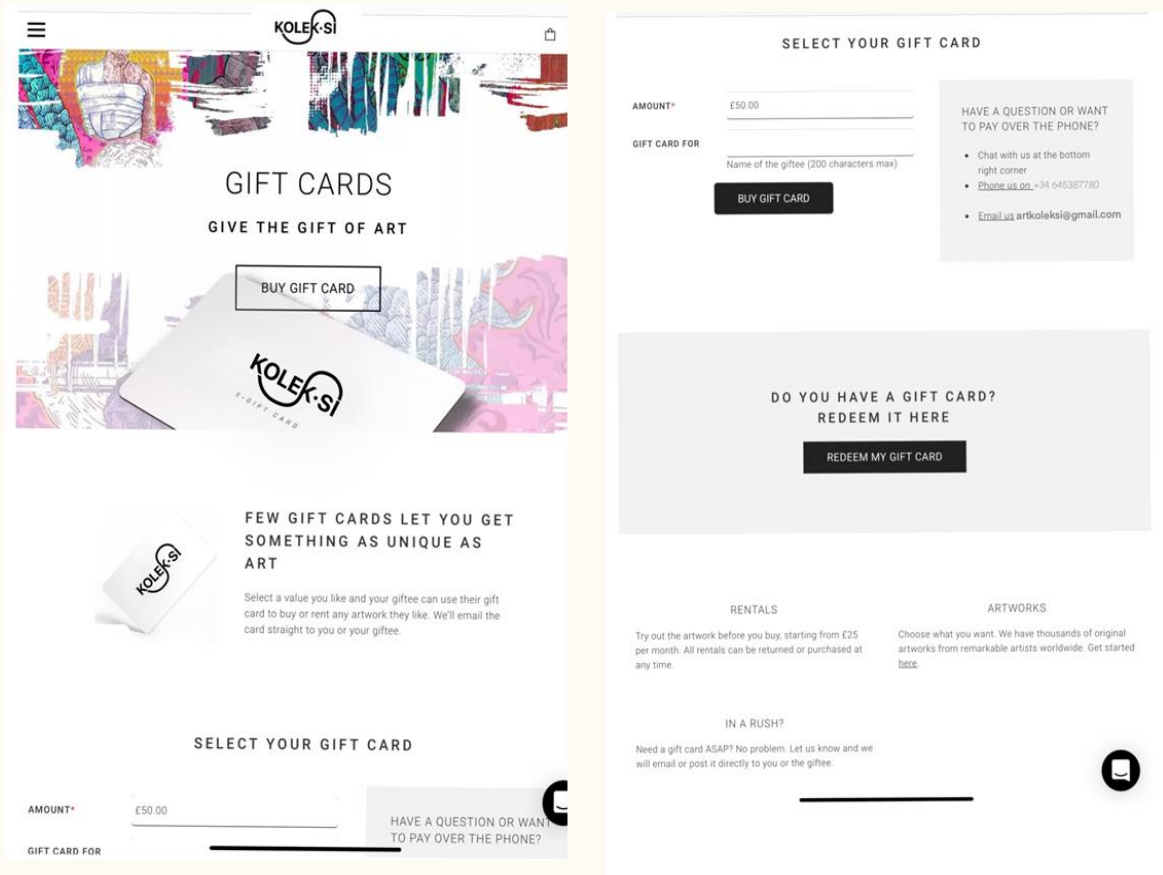 KOLEK·SI
GIFT CARDS
GIVE THE GIFT OF ART
BUY GIFT CARD
KOLEK·SI
E-GIFT CARD
KOLEK·SI
FEW GIFT CARDS LET YOU GET
SOMETHING AS UNIQUE AS
ART
Select a value you like and your giftee can use their gift
card to buy or rent any artwork they like. We'll email the
card straight to you or your giftee.
SELECT YOUR GIFT CARD
AMOUNT*
£50.00
GIFT CARD FOR
HAVE A QUESTION OR WANT
TO PAY OVER THE PHONE?
SELECT YOUR GIFT CARD
AMOUNT*
£50.00
GIFT CARD FOR
Name of the giftee (200 characters max)
BUY GIFT CARD
HAVE A QUESTION OR WANT
TO PAY OVER THE PHONE?
• Chat with us at the bottom
right corner
• Phone us on +34 645387780
• Email us artkoleksi@gmail.com
DO YOU HAVE A GIFT CARD?
REDEEM IT HERE
REDEEM MY GIFT CARD
RENTALS
Try out the artwork before you buy, starting from £25
per month. All rentals can be returned or purchased at
any time.
ARTWORKS
Choose what you want. We have thousands of original
artworks from remarkable artists worldwide. Get started
here.
IN A RUSH?
Need a gift card ASAP? No problem. Let us know and we
will email or post it directly to you or the giftee.